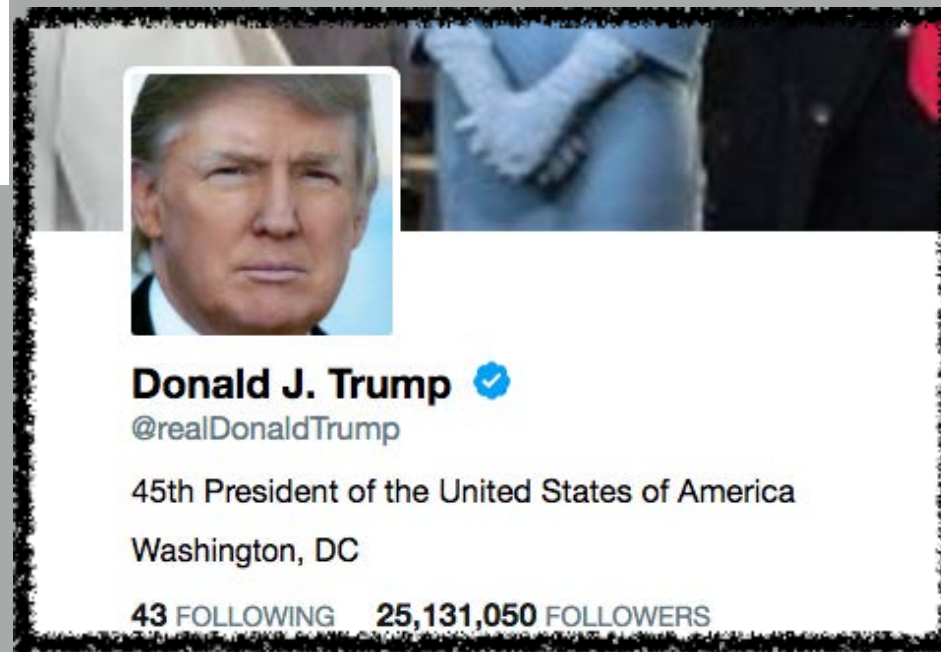 Donald J. Trump
@realDonaldTrump
45th President of the United States of America
Washington, DC
43 FOLLOWING 25,131,050 FOLLOWERS